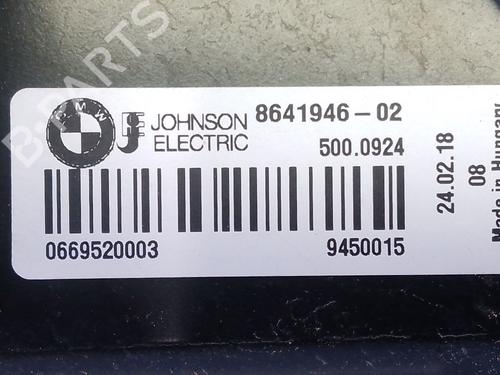 B-PARTS
BMW
JOHNSON
ELECTRIC
8641946-02
500.0924
0669520003
9450015
24.02.18
08
Made in Hungary